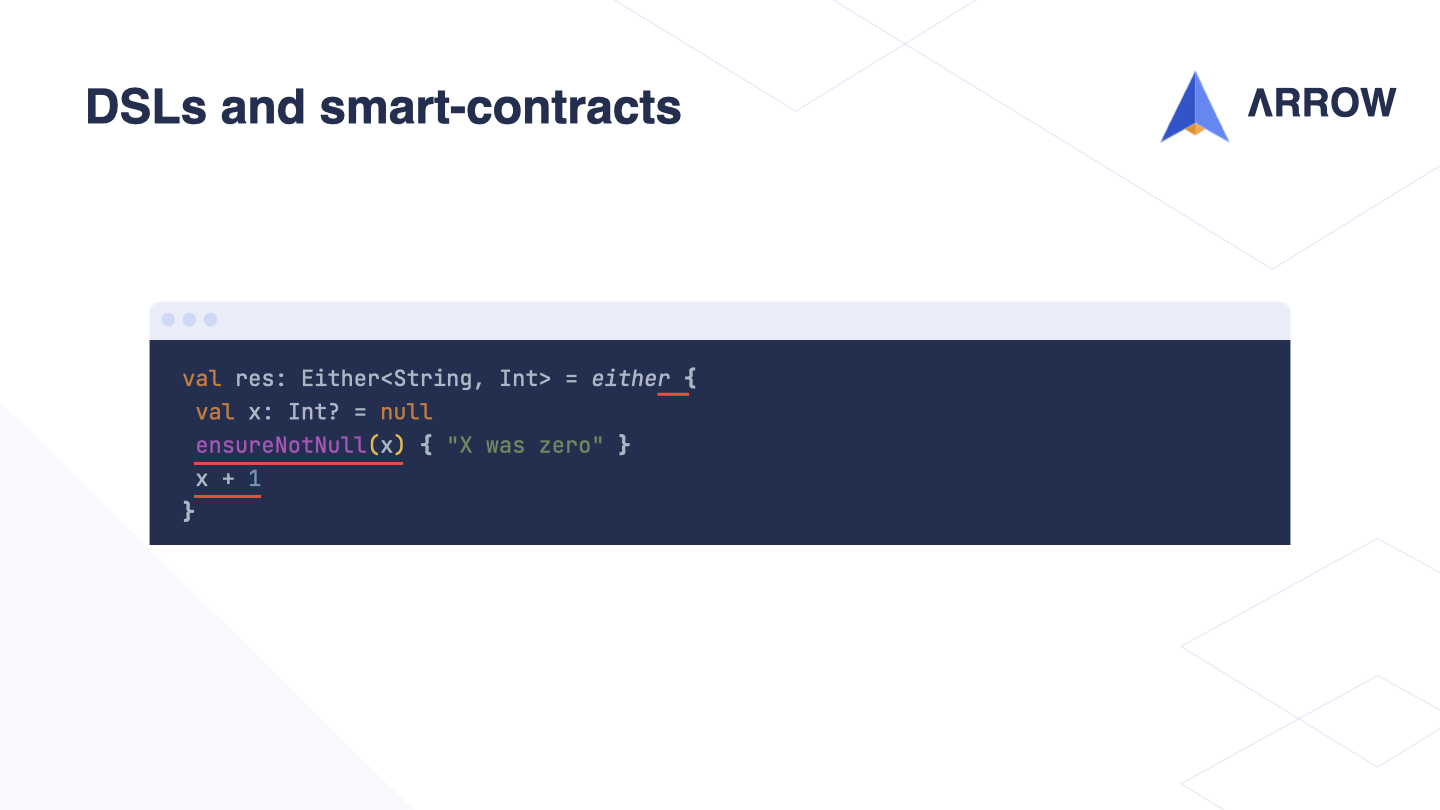 DSLs and smart-contracts
ΛRROW
val res: Either<String, Int> = either {
 val x: Int? = null
 ensureNotNull(x) { "X was zero" }
 x + 1
}